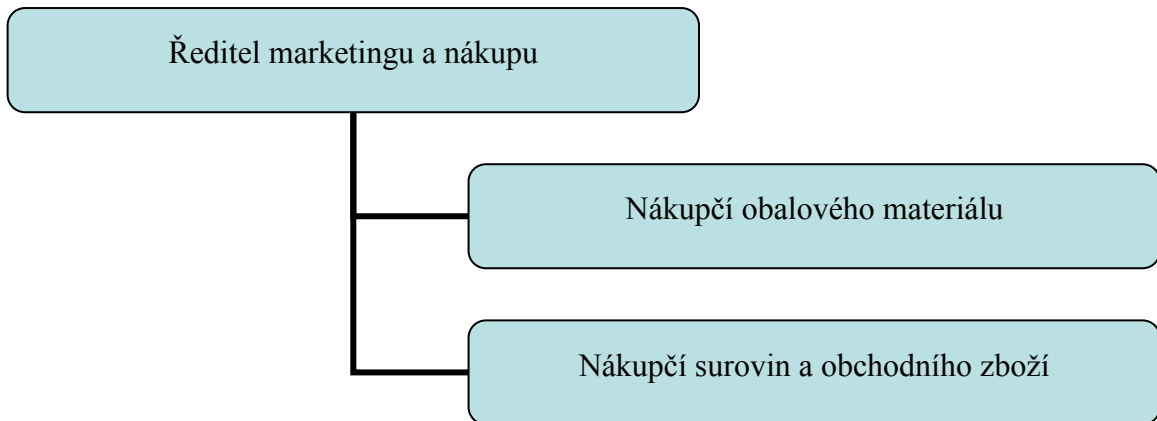 Ředitel marketingu a nákupu
Nákupčí obalového materiálu
Nákupčí surovin a obchodního zboží